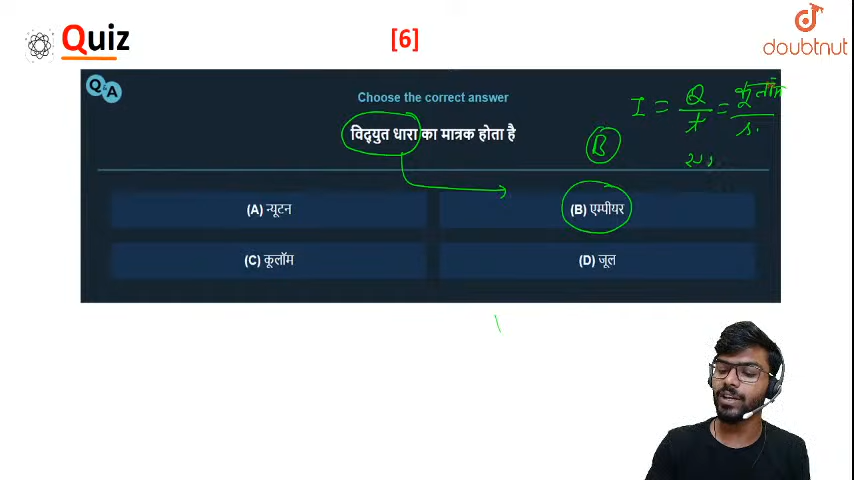 Quiz
[6]
doubtnut
Q & A
Choose the correct answer
विद्युत धारा का मात्रक होता है
I = Q/t = कूलॉम/s.
B
(A) न्यूटन
(B) एम्पीयर
(C) कूलॉम
(D) जूल